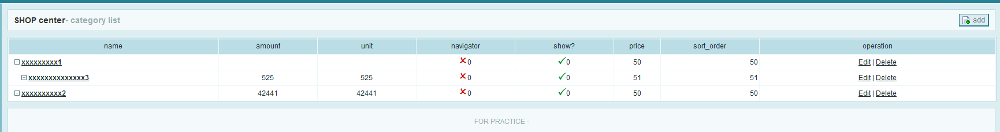 SHOP center- category list
add
name amount unit navigator show? price sort_order operation
xxxxxxxxx1 0 0 50 50 Edit | Delete
xxxxxxxxxxxxxx3 525 525 0 0 51 51 Edit | Delete
xxxxxxxxxx2 42441 42441 0 0 50 50 Edit | Delete
FOR PRACTICE -